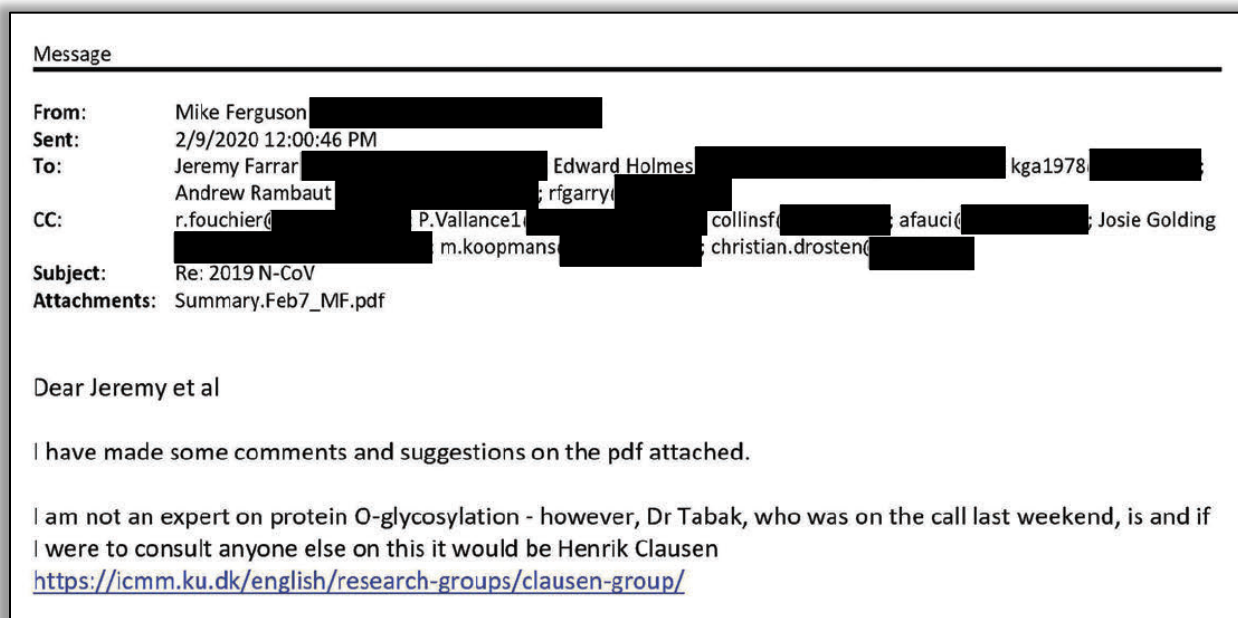 Message
From: Mike Ferguson
Sent: 2/9/2020 12:00:46 PM
To: Jeremy Farrar Edward Holmes kga1978 ;
Andrew Rambaut ; rfgarry(
CC: r.fouchier@ ; P.Vallance1( collinsf( ; afauci( ; Josie Golding
; m.koopmans( ; christian.drosten(
Subject: Re: 2019 N-CoV
Attachments: Summary.Feb7_MF.pdf
Dear Jeremy et al
I have made some comments and suggestions on the pdf attached.
I am not an expert on protein O-glycosylation - however, Dr Tabak, who was on the call last weekend, is and if
I were to consult anyone else on this it would be Henrik Clausen
https://icmm.ku.dk/english/research-groups/clausen-group/